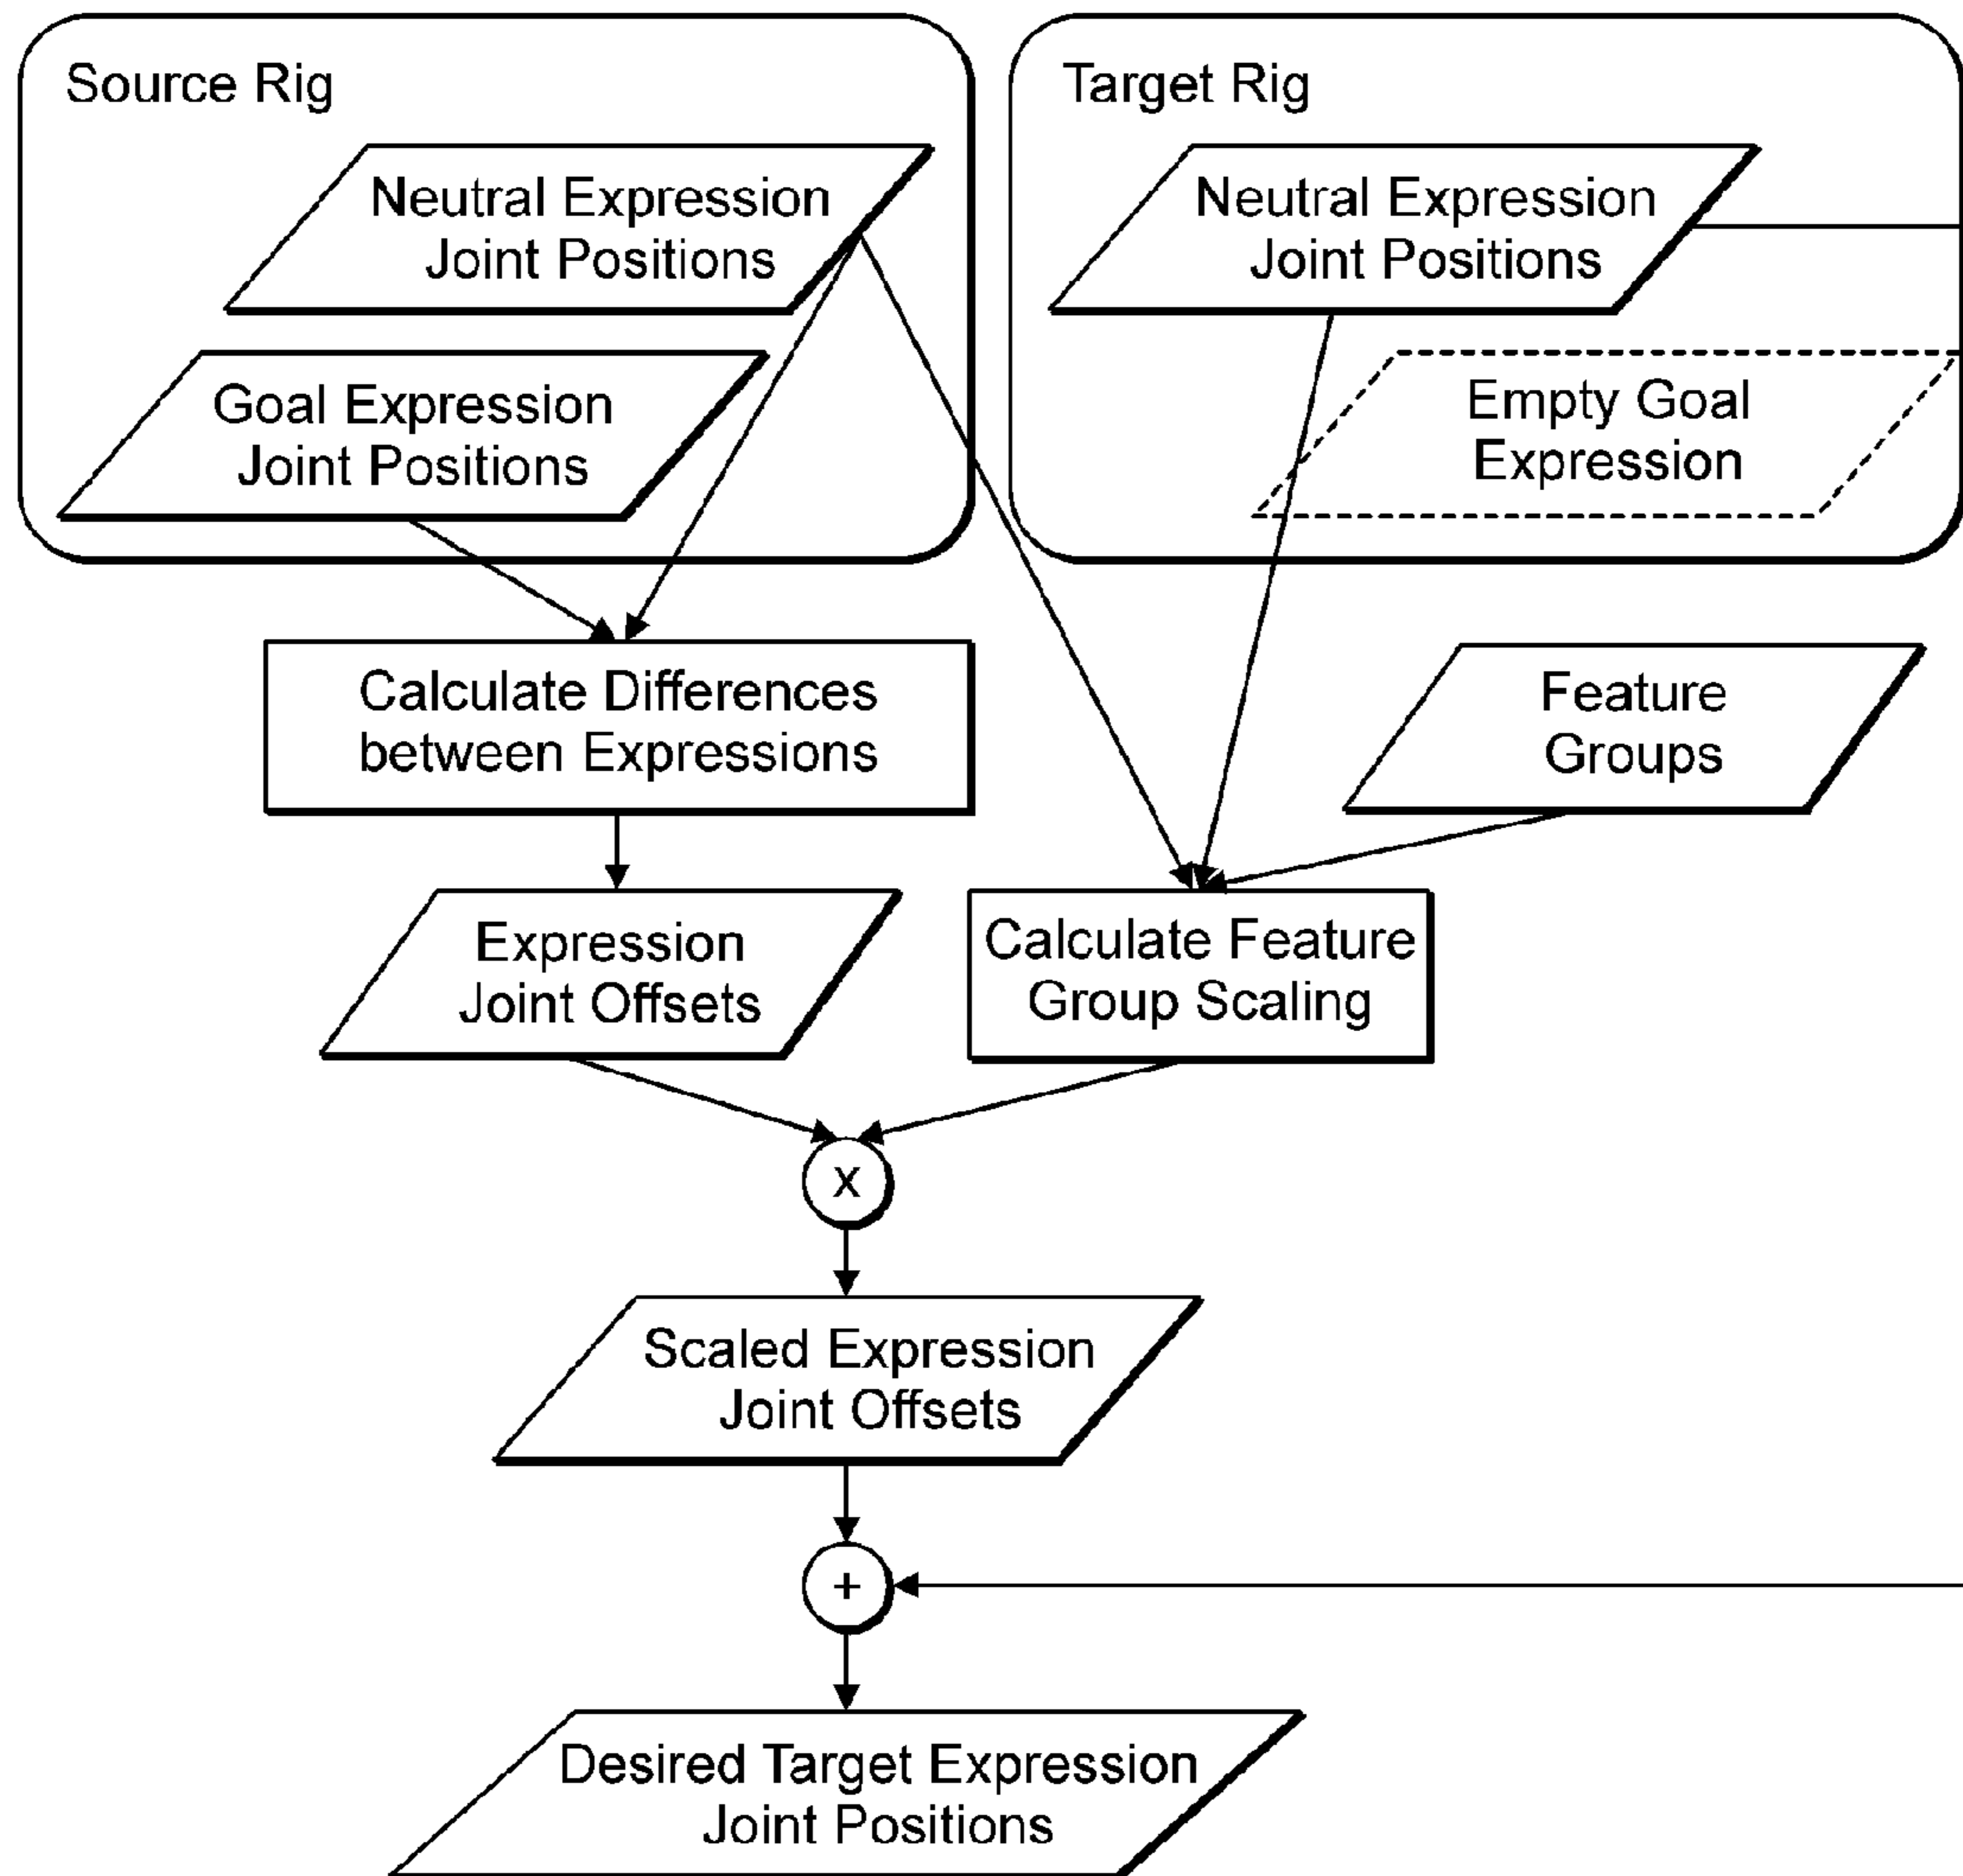 Source Rig
Neutral Expression
Joint Positions
Goal Expression
Joint Positions
Target Rig
Neutral Expression
Joint Positions
Empty Goal
Expression
Calculate Differences
between Expressions
Feature
Groups
Expression
Joint Offsets
Calculate Feature
Group Scaling
x
Scaled Expression
Joint Offsets
+
Desired Target Expression
Joint Positions